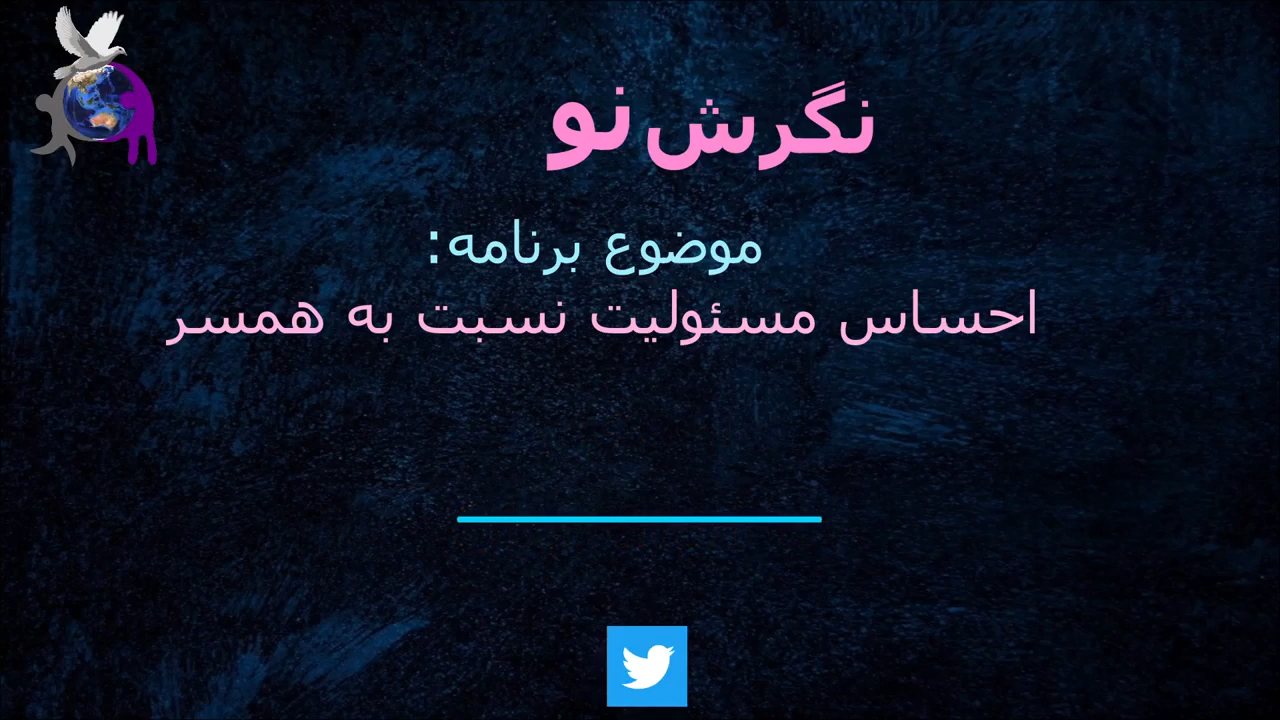 نگرش نو
موضوع برنامه:
احساس مسئولیت نسبت به همسر